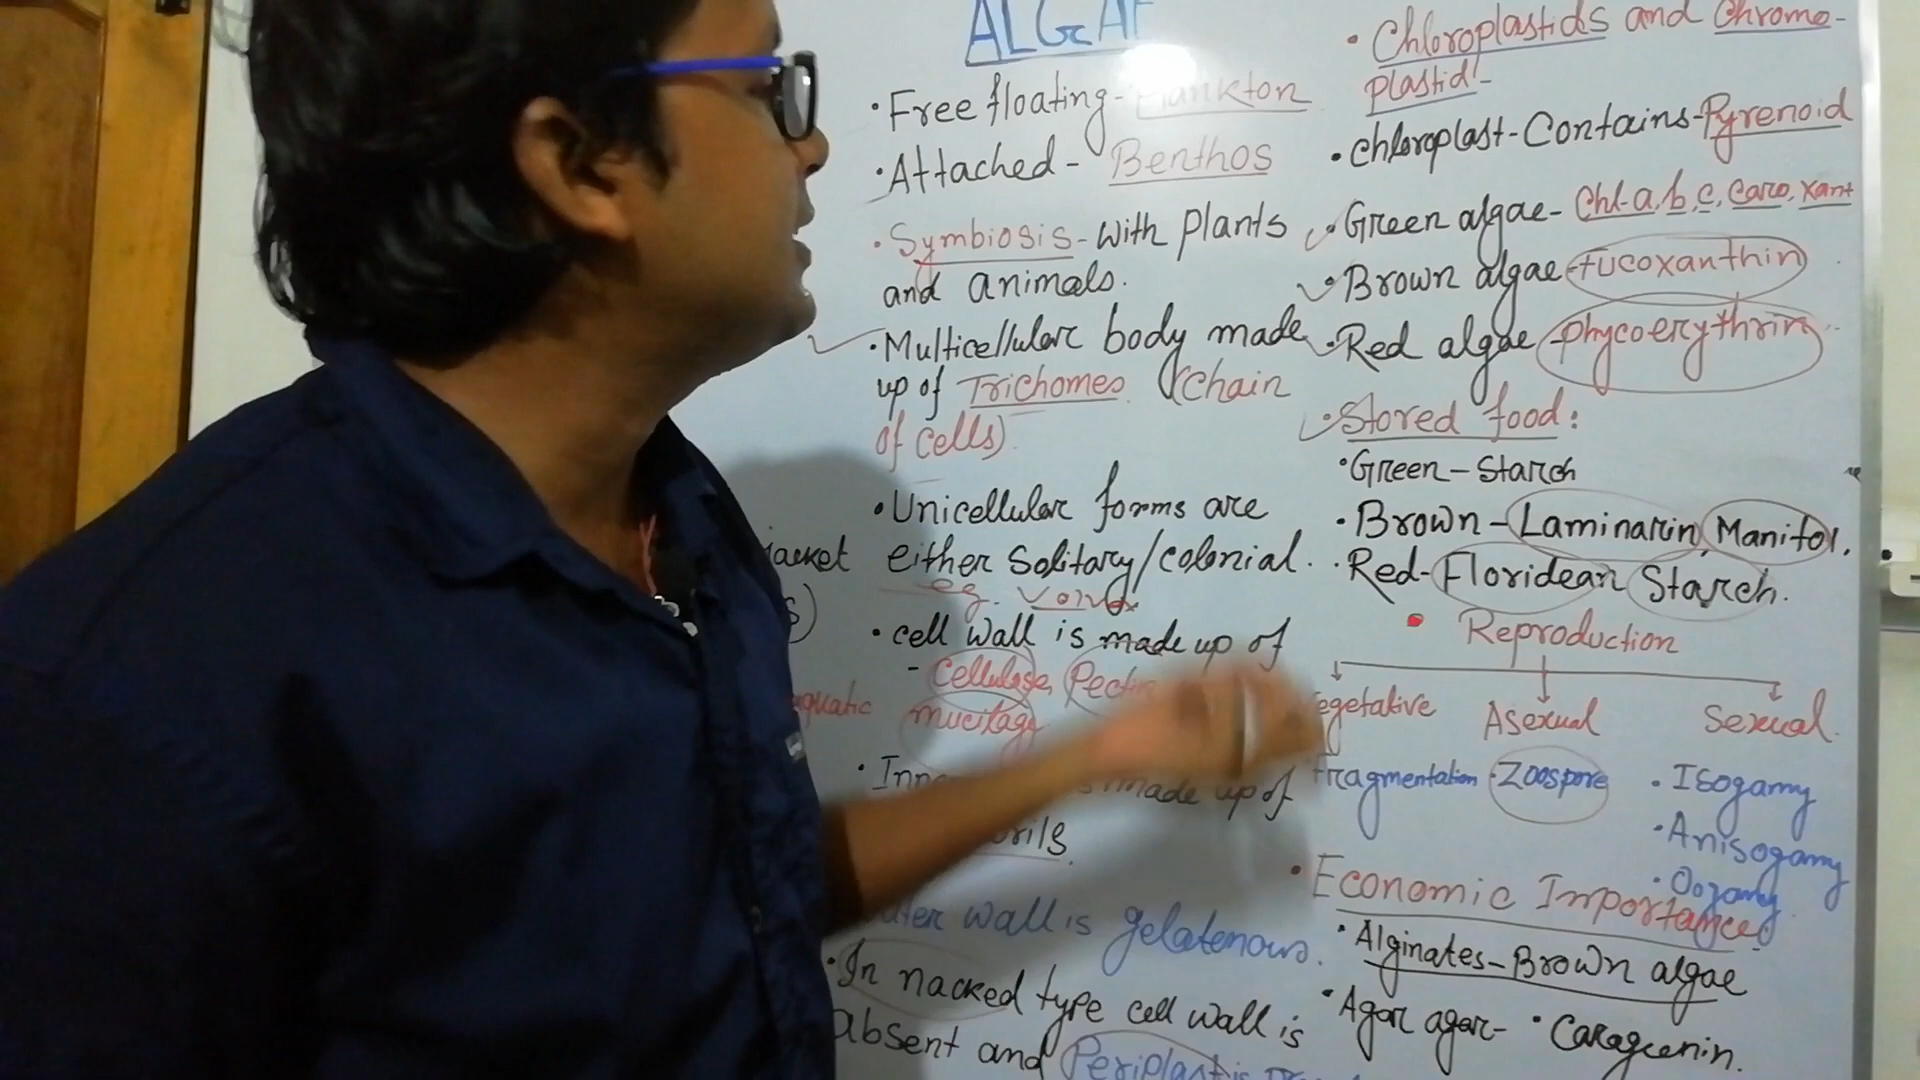 ALGAE
• Free floating - Plankton
• Attached - Benthos
• Symbiosis - with plants
and animals.
• Multicellular body made
up of Trichomes (Chain
of cells)
• Unicellular forms are
either Solitary/colonial.
eg. Volvox
• cell wall is made up of
- Cellulose, Pectin
mucilage
made up of
outer wall is gelatenous.
• In nacked type cell wall is
absent and Periplast is
jacket
s)
aquatic
• Chloroplastids and Chromo-
plastid -
• chloroplast - Contains - Pyrenoid
• Green algae - Chl-a, b, c, Caro, Xant
• Brown algae - fucoxanthin
• Red algae - phycoerythrin
• Stored food:
• Green - Starch
• Brown - Laminarin, Manitol.
• Red - Floridean Starch.
• Reproduction
Vegetative Asexual Sexual.
Fragmentation • Zoospore • Isogamy
• Anisogamy
• Oogamy.
• Economic Importance
• Alginates - Brown algae
• Agar agar - • Carageenin.